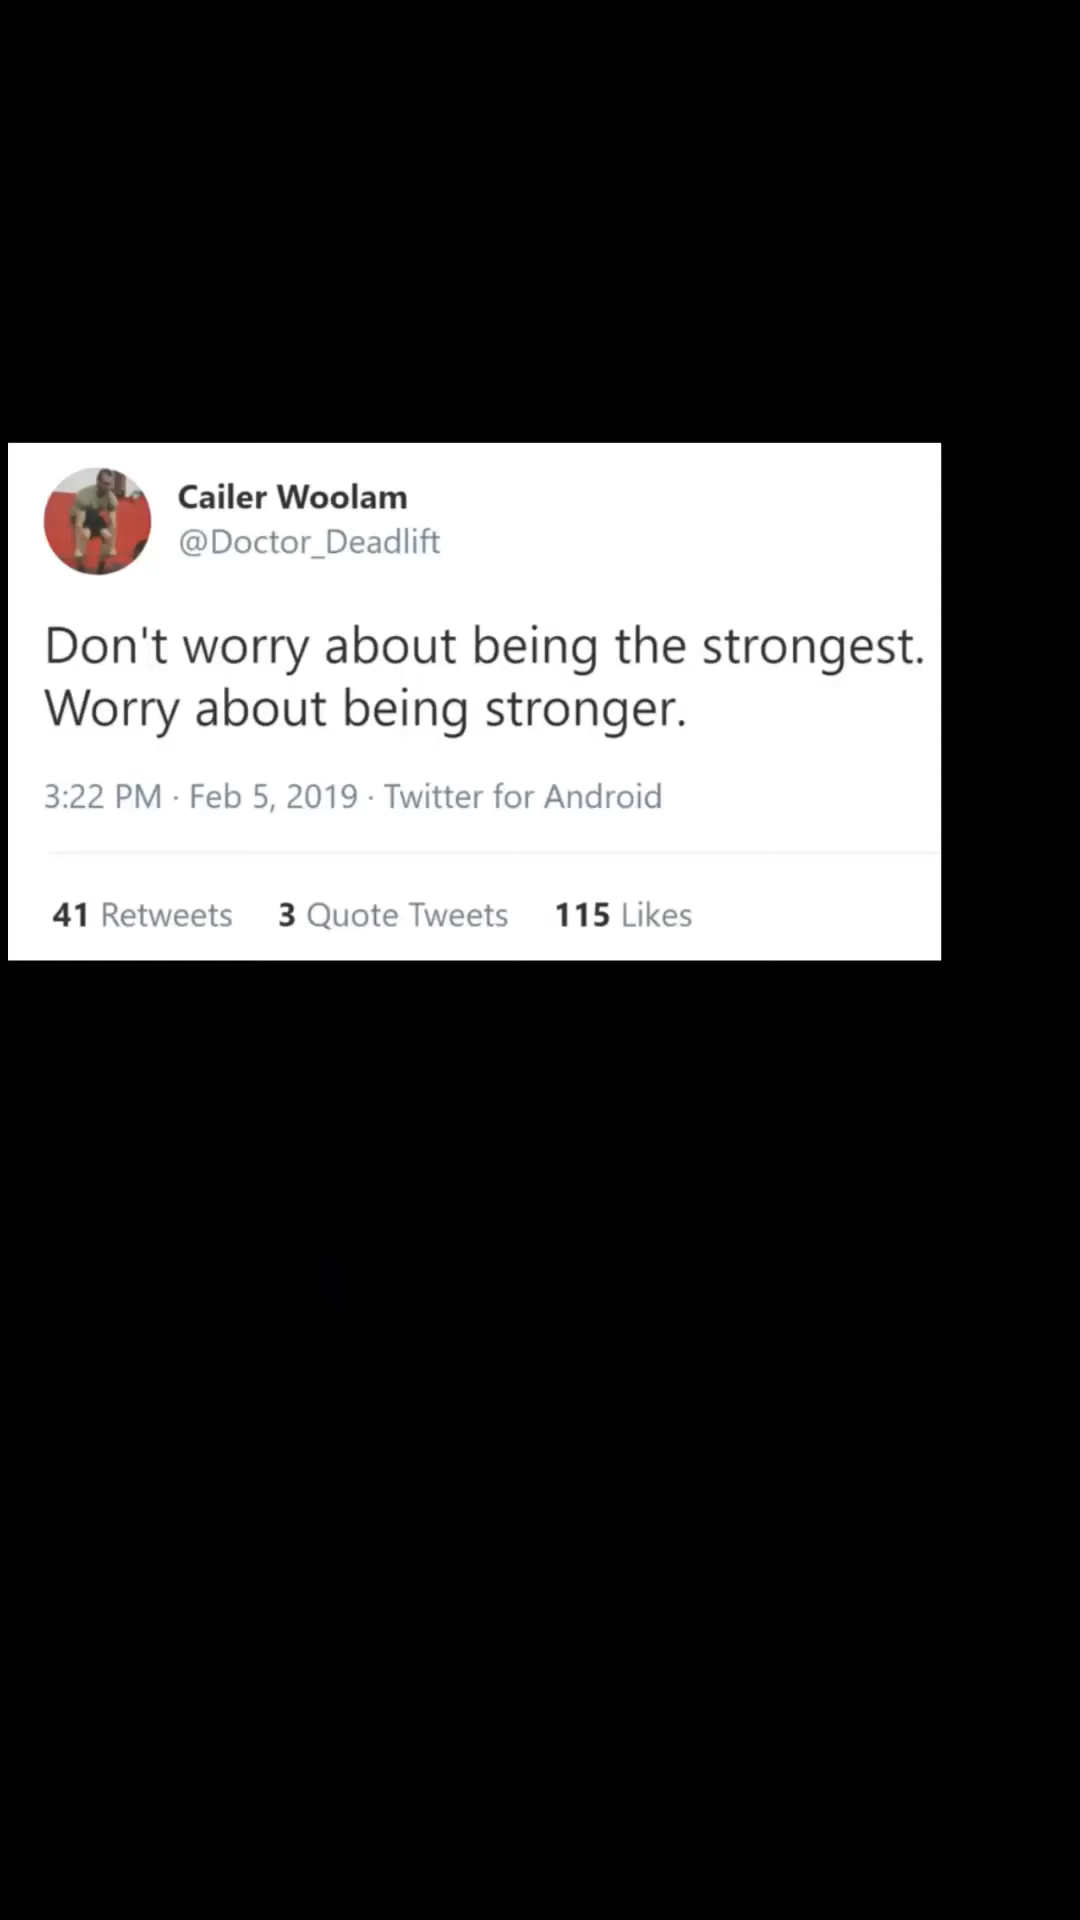 Cailer Woolam
@Doctor_Deadlift
Don't worry about being the strongest.
Worry about being stronger.
3:22 PM · Feb 5, 2019 · Twitter for Android
41 Retweets 3 Quote Tweets 115 Likes